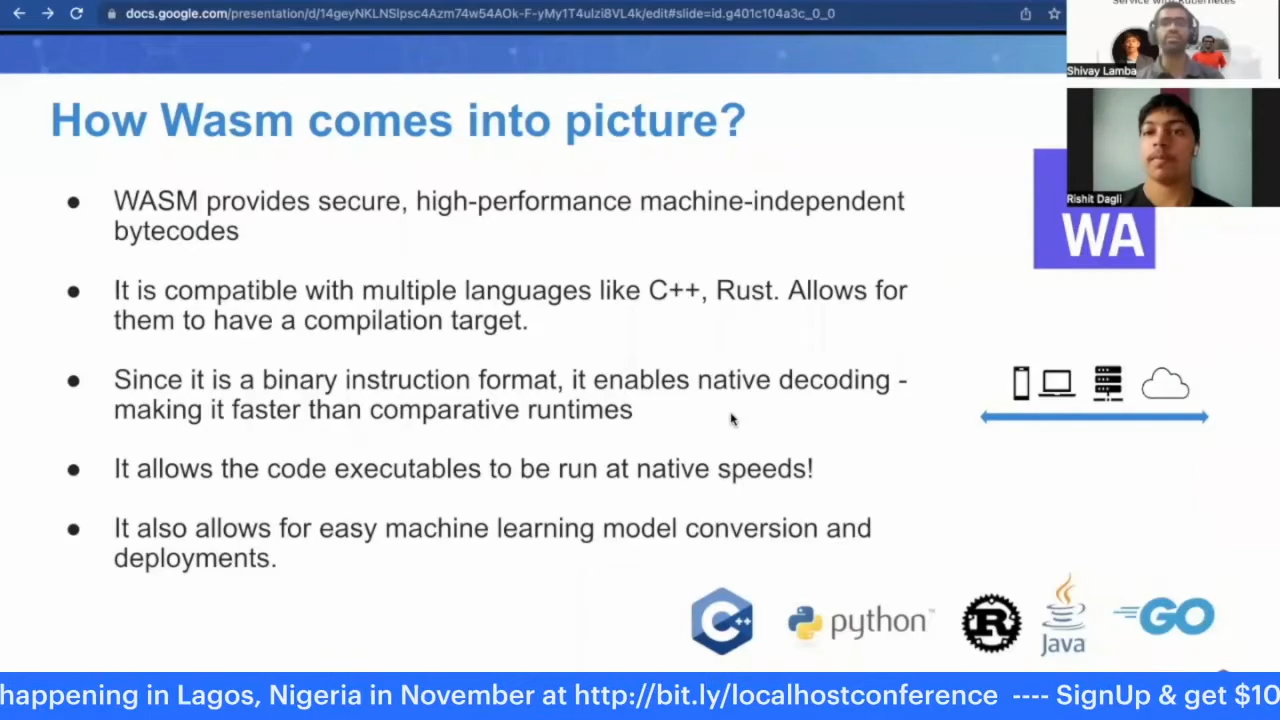 docs.google.com/presentation/d/14geyNKLNSlpsc4Azm74w54AOk-F-yMy1T4ulzi8VL4k/edit#slide=id.g401c104a3c_0_0
Service with Kubernetes
Shivay Lamba
Rishit Dagli
How Wasm comes into picture?
WA
● WASM provides secure, high-performance machine-independent
bytecodes
● It is compatible with multiple languages like C++, Rust. Allows for
them to have a compilation target.
● Since it is a binary instruction format, it enables native decoding -
making it faster than comparative runtimes
● It allows the code executables to be run at native speeds!
● It also allows for easy machine learning model conversion and
deployments.
C++
python™
R
Java
GO
happening in Lagos, Nigeria in November at http://bit.ly/localhostconference ---- SignUp & get $10